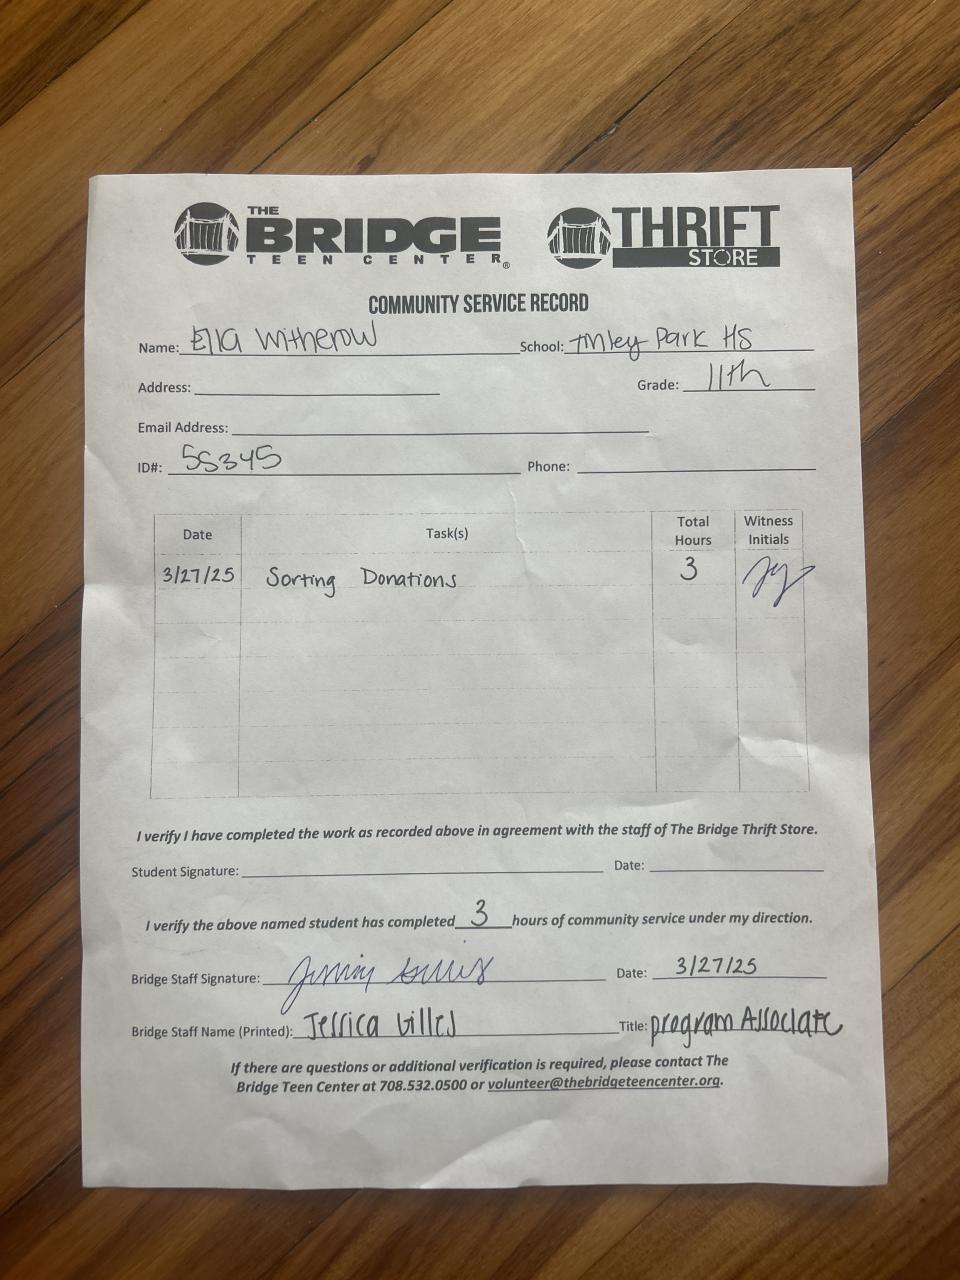 THE BRIDGE TEEN CENTER® THRIFT STORE
COMMUNITY SERVICE RECORD
Name: Ella Witherow School: Tinley Park HS
Address: Grade: 11th
Email Address:
ID#: 55345 Phone:
Date Task(s) Total Hours Witness Initials
3/27/25 Sorting Donations 3
I verify I have completed the work as recorded above in agreement with the staff of The Bridge Thrift Store.
Student Signature: Date:
I verify the above named student has completed 3 hours of community service under my direction.
Bridge Staff Signature: Date: 3/27/25
Bridge Staff Name (Printed): Jessica Title: program Associate
If there are questions or additional verification is required, please contact The
Bridge Teen Center at 708.532.0500 or volunteer@thebridgeteencenter.org.